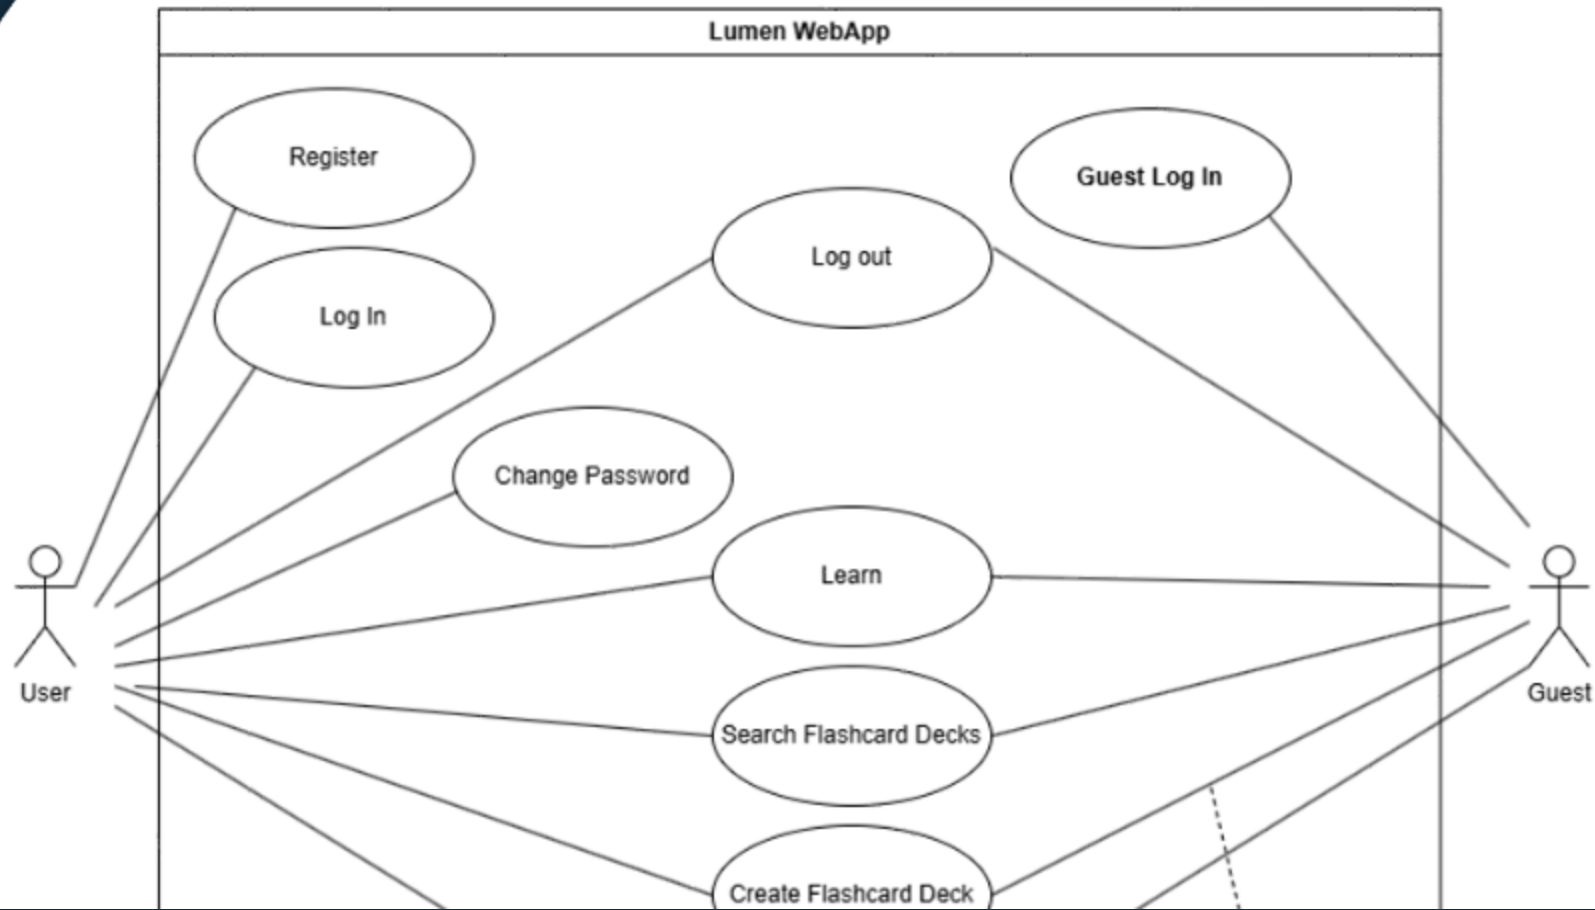 Lumen WebApp
Register
Guest Log In
Log out
Log In
Change Password
Learn
User
Guest
Search Flashcard Decks
Create Flashcard Deck